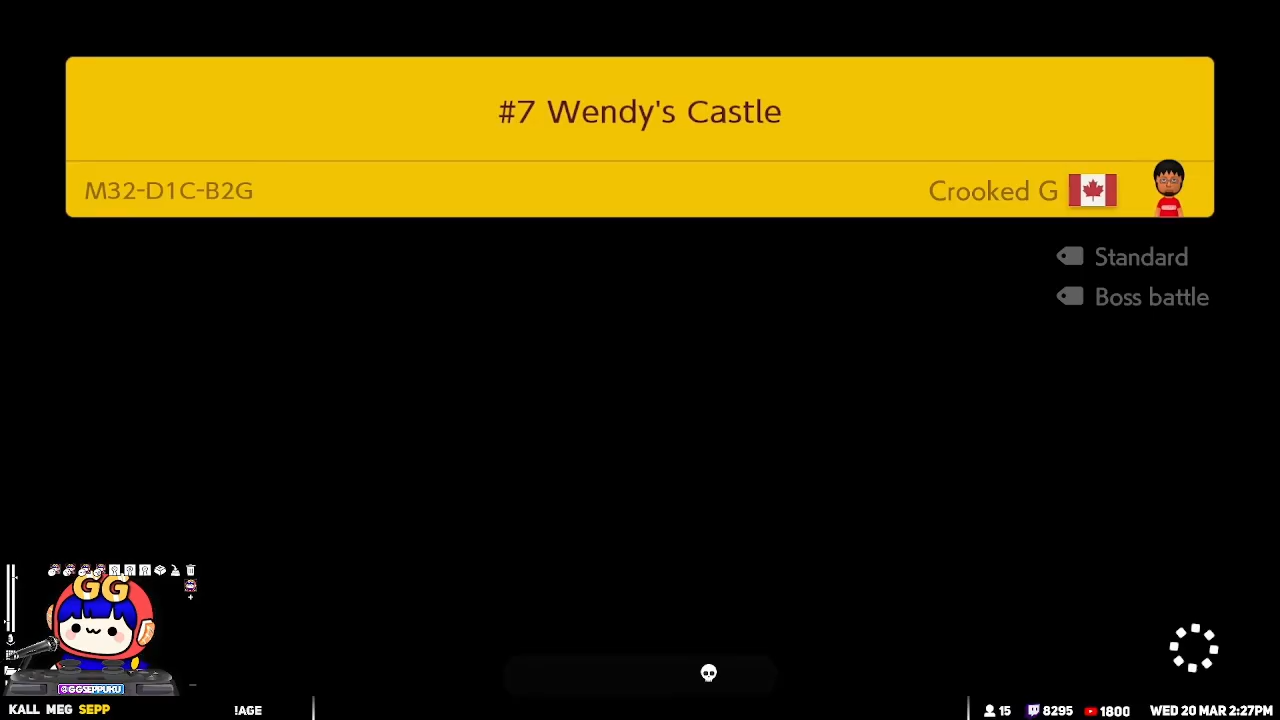 #7 Wendy's Castle
M32-D1C-B2G
Crooked G
Standard
Boss battle
GG
@GGSEPPUKU
KALL MEG SEPP
!AGE
15
8295
1800
WED 20 MAR 2:27PM